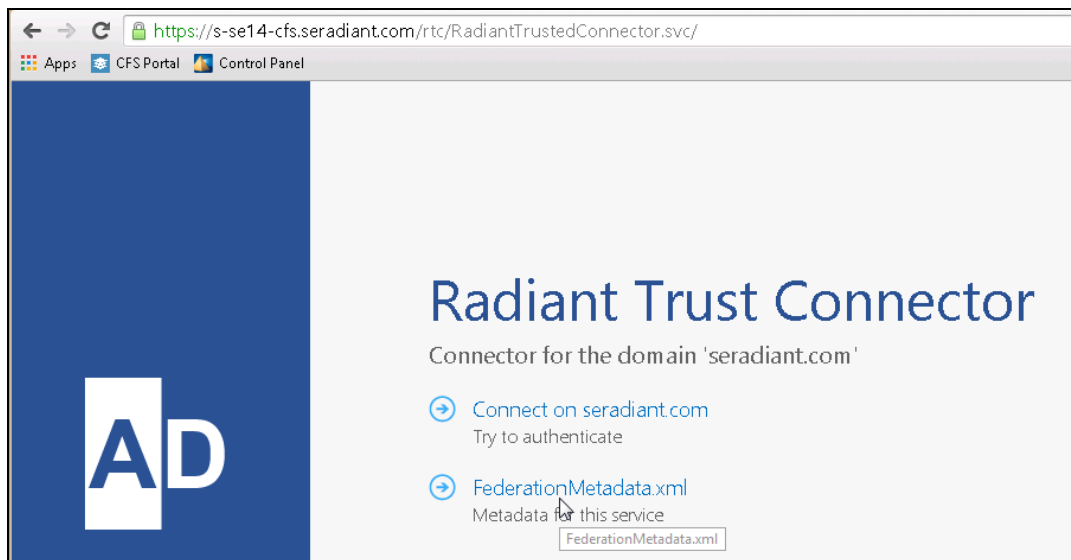 https://s-se14-cfs.seradiant.com/rtc/RadiantTrustedConnector.svc/
Apps CFS Portal Control Panel
Radiant Trust Connector
Connector for the domain 'seradiant.com'
Connect on seradiant.com
Try to authenticate
AD
FederationMetadata.xml
Metadata for this service
FederationMetadata.xml